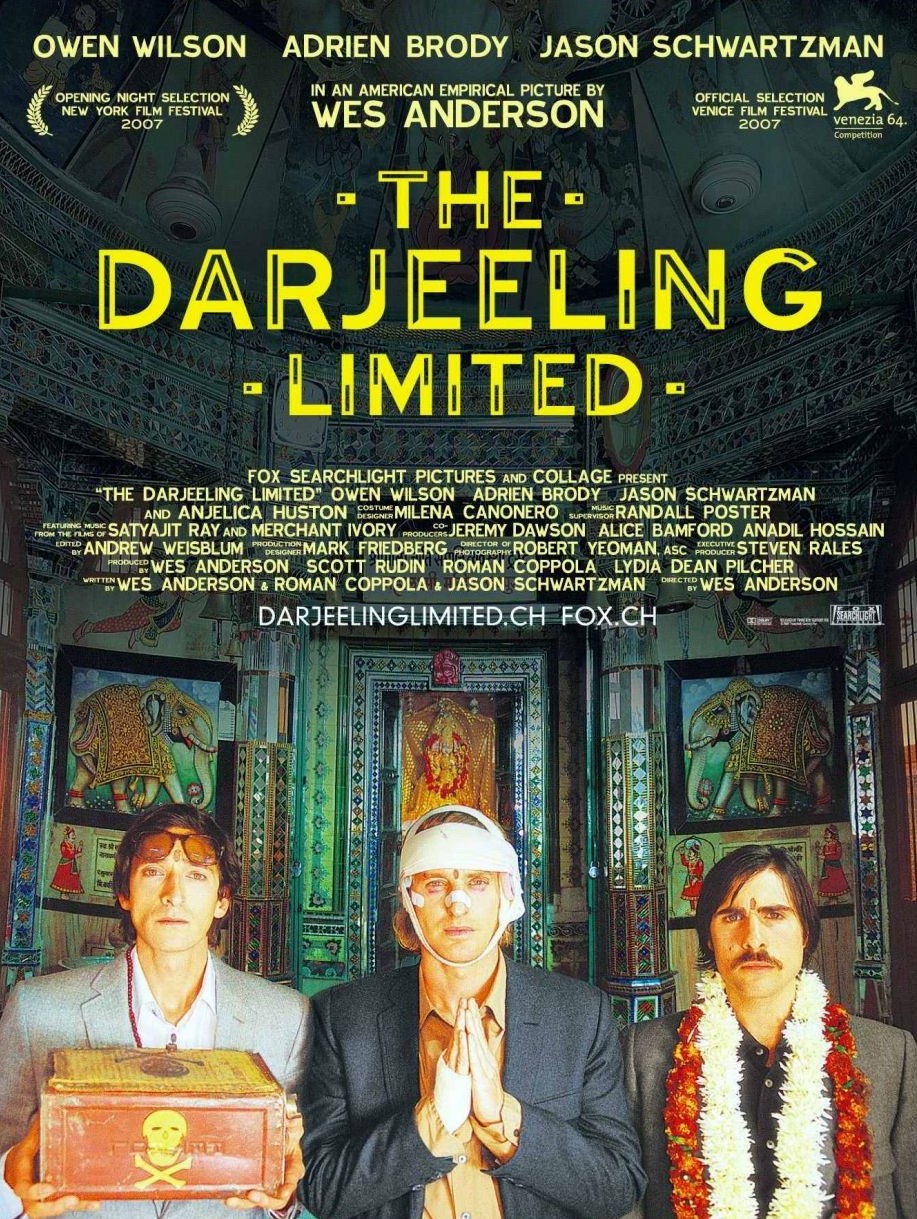 OWEN WILSON ADRIEN BRODY JASON SCHWARTZMAN
OPENING NIGHT SELECTION
NEW YORK FILM FESTIVAL
2007
IN AN AMERICAN EMPIRICAL PICTURE BY
WES ANDERSON
OFFICIAL SELECTION
VENICE FILM FESTIVAL
2007
venezia 64.
Competition
· THE ·
DARJEELING
· LIMITED ·
FOX SEARCHLIGHT PICTURES AND COLLAGE PRESENT
"THE DARJEELING LIMITED" OWEN WILSON ADRIEN BRODY JASON SCHWARTZMAN
AND ANJELICA HUSTON COSTUME DESIGNER MILENA CANONERO MUSIC SUPERVISOR RANDALL POSTER
FEATURING MUSIC FROM THE FILMS OF SATYAJIT RAY AND MERCHANT IVORY CO-PRODUCERS JEREMY DAWSON ALICE BAMFORD ANADIL HOSSAIN
EDITED BY ANDREW WEISBLUM PRODUCTION DESIGNER MARK FRIEDBERG DIRECTOR OF PHOTOGRAPHY ROBERT YEOMAN, ASC EXECUTIVE PRODUCER STEVEN RALES
PRODUCED BY WES ANDERSON SCOTT RUDIN ROMAN COPPOLA LYDIA DEAN PILCHER
WRITTEN BY WES ANDERSON & ROMAN COPPOLA & JASON SCHWARTZMAN DIRECTED BY WES ANDERSON
DARJEELINGLIMITED.CH FOX.CH
FOX
SEARCHLIGHT